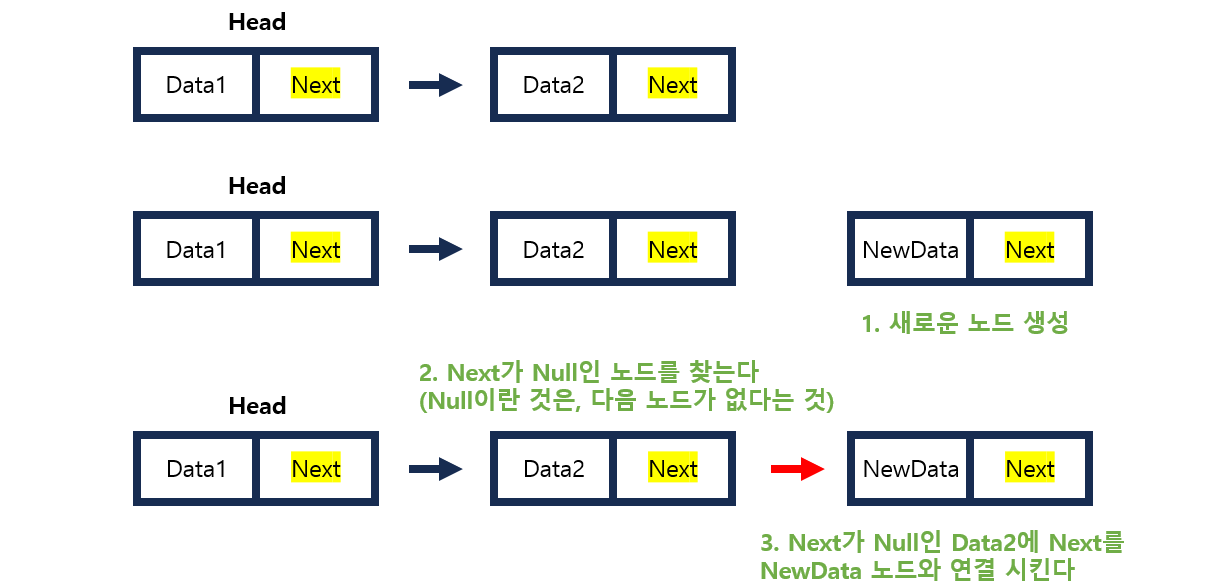 Head
Data1 Next Data2 Next
Head
Data1 Next Data2 Next NewData Next
1. 새로운 노드 생성
2. Next가 Null인 노드를 찾는다
(Null이란 것은, 다음 노드가 없다는 것)
Head
Data1 Next Data2 Next NewData Next
3. Next가 Null인 Data2에 Next를
NewData 노드와 연결 시킨다